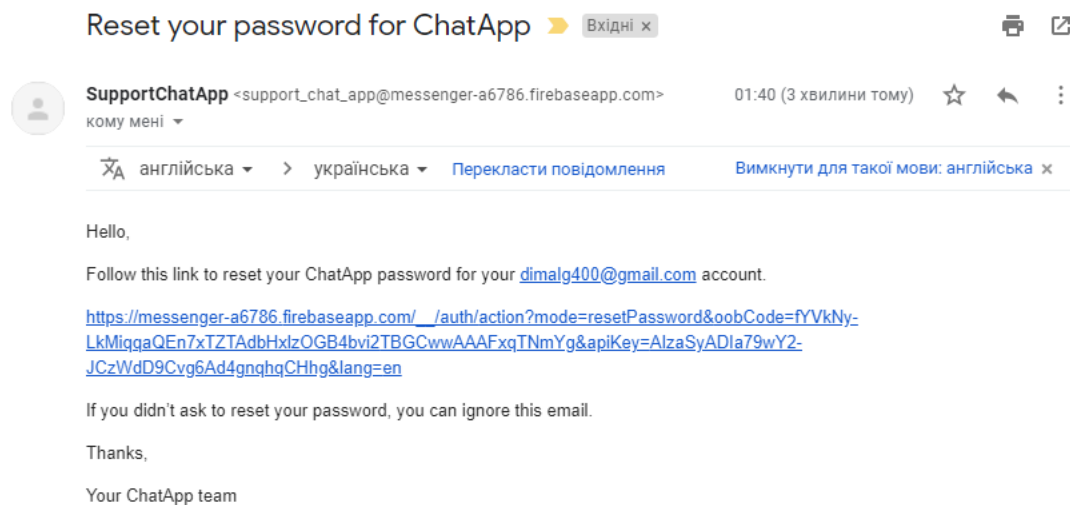 Reset your password for ChatApp Вхідні ×
SupportChatApp <support_chat_app@messenger-a6786.firebaseapp.com> 01:40 (3 хвилини тому)
кому мені
англійська > українська Перекласти повідомлення Вимкнути для такої мови: англійська ×
Hello,
Follow this link to reset your ChatApp password for your dimalg400@gmail.com account.
https://messenger-a6786.firebaseapp.com/__/auth/action?mode=resetPassword&oobCode=fYVkNy-
LkMiqqaQEn7xTZTAdbHxIzOGB4bvi2TBGCwwAAAFxqTNmYg&apiKey=AIzaSyADIa79wY2-
JCzWdD9Cvg6Ad4gnqhqCHhg&lang=en
If you didn’t ask to reset your password, you can ignore this email.
Thanks,
Your ChatApp team